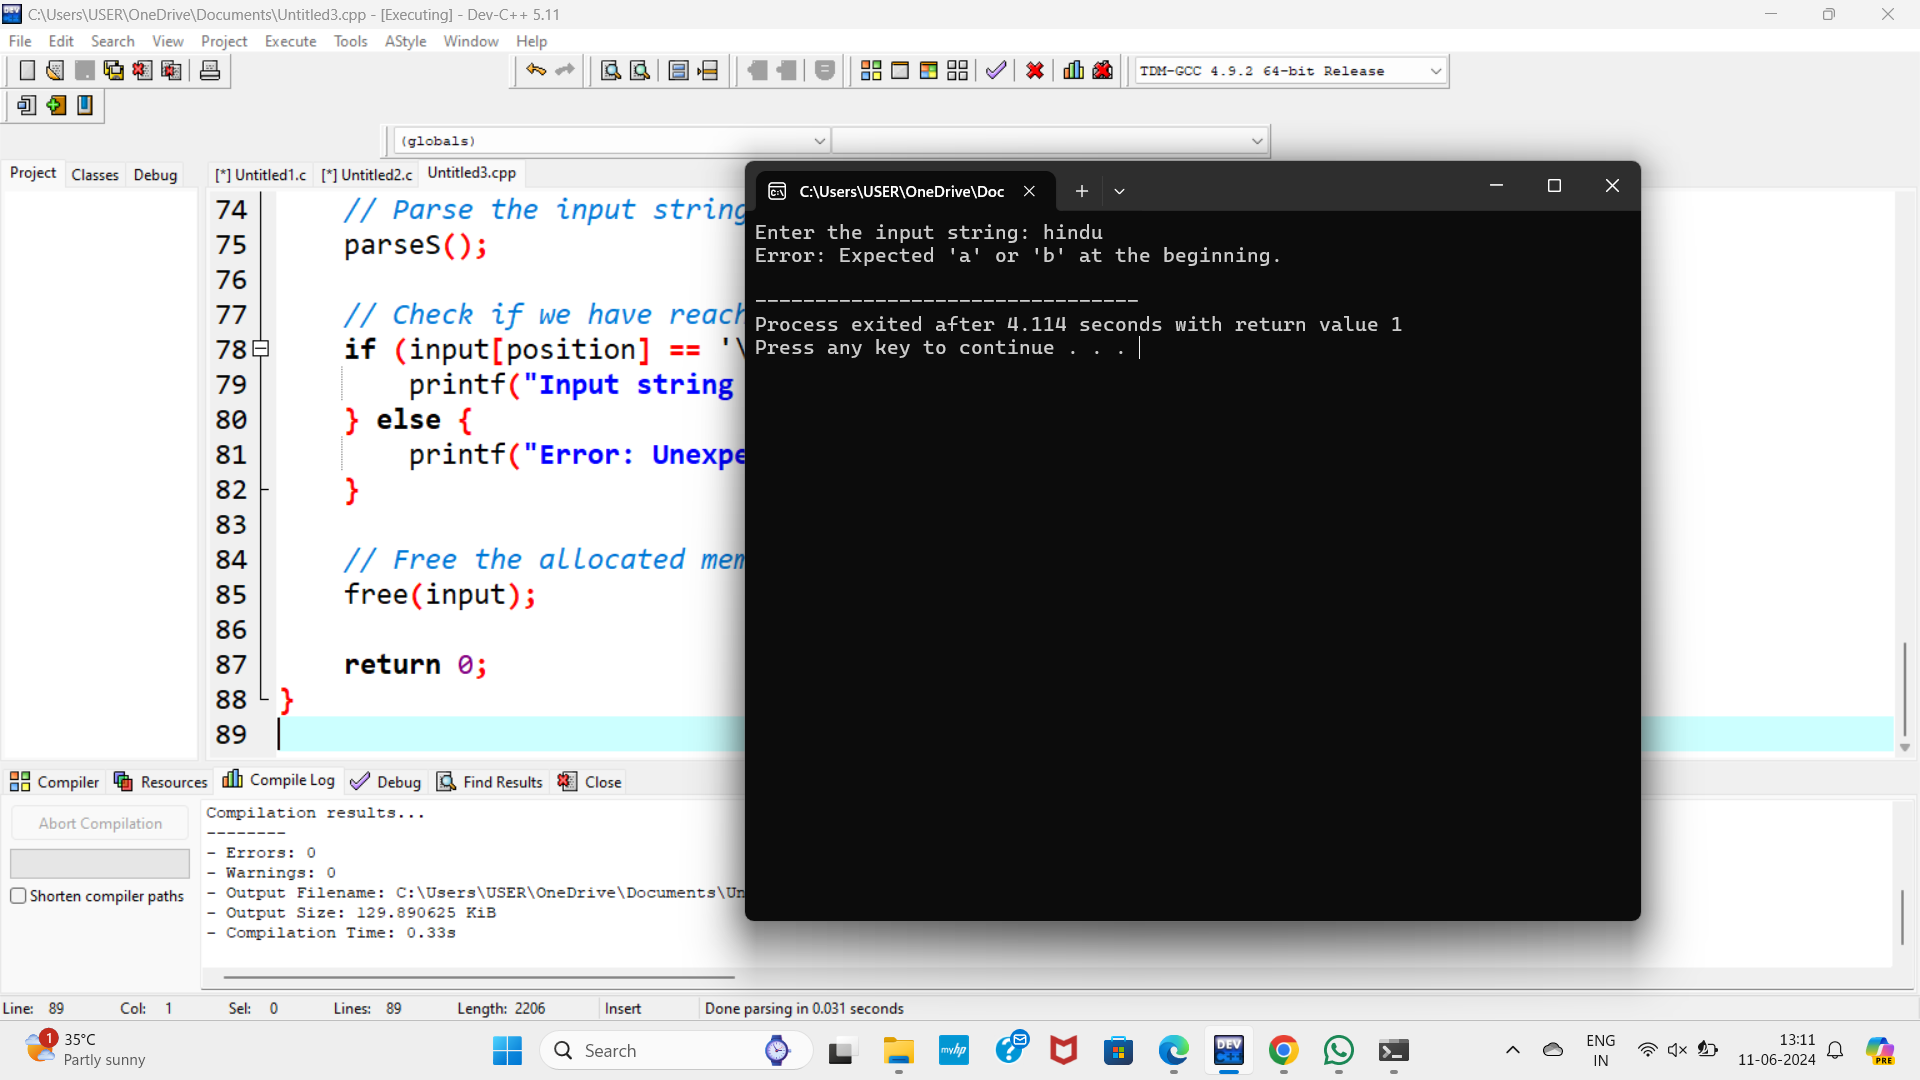 C:\Users\USER\OneDrive\Documents\Untitled3.cpp - [Executing] - Dev-C++ 5.11
File Edit Search View Project Execute Tools AStyle Window Help
TDM-GCC 4.9.2 64-bit Release
(globals)
Project Classes Debug
[*] Untitled1.c [*] Untitled2.c Untitled3.cpp
74 // Parse the input string
75 parseS();
76
77 // Check if we have reach
78 if (input[position] == '\
79 printf("Input string
80 } else {
81 printf("Error: Unexpe
82 }
83
84 // Free the allocated mem
85 free(input);
86
87 return 0;
88 }
89
C:\Users\USER\OneDrive\Doc
Enter the input string: hindu
Error: Expected 'a' or 'b' at the beginning.
--------------------------------
Process exited after 4.114 seconds with return value 1
Press any key to continue . . .
Compiler Resources Compile Log Debug Find Results Close
Abort Compilation
Shorten compiler paths
Compilation results...
--------
- Errors: 0
- Warnings: 0
- Output Filename: C:\Users\USER\OneDrive\Documents\Un
- Output Size: 129.890625 KiB
- Compilation Time: 0.33s
Line: 89 Col: 1 Sel: 0 Lines: 89 Length: 2206 Insert Done parsing in 0.031 seconds
1
35°C
Partly sunny
Search
myhp
DEV
C++
ENG
IN
13:11
11-06-2024
PRE